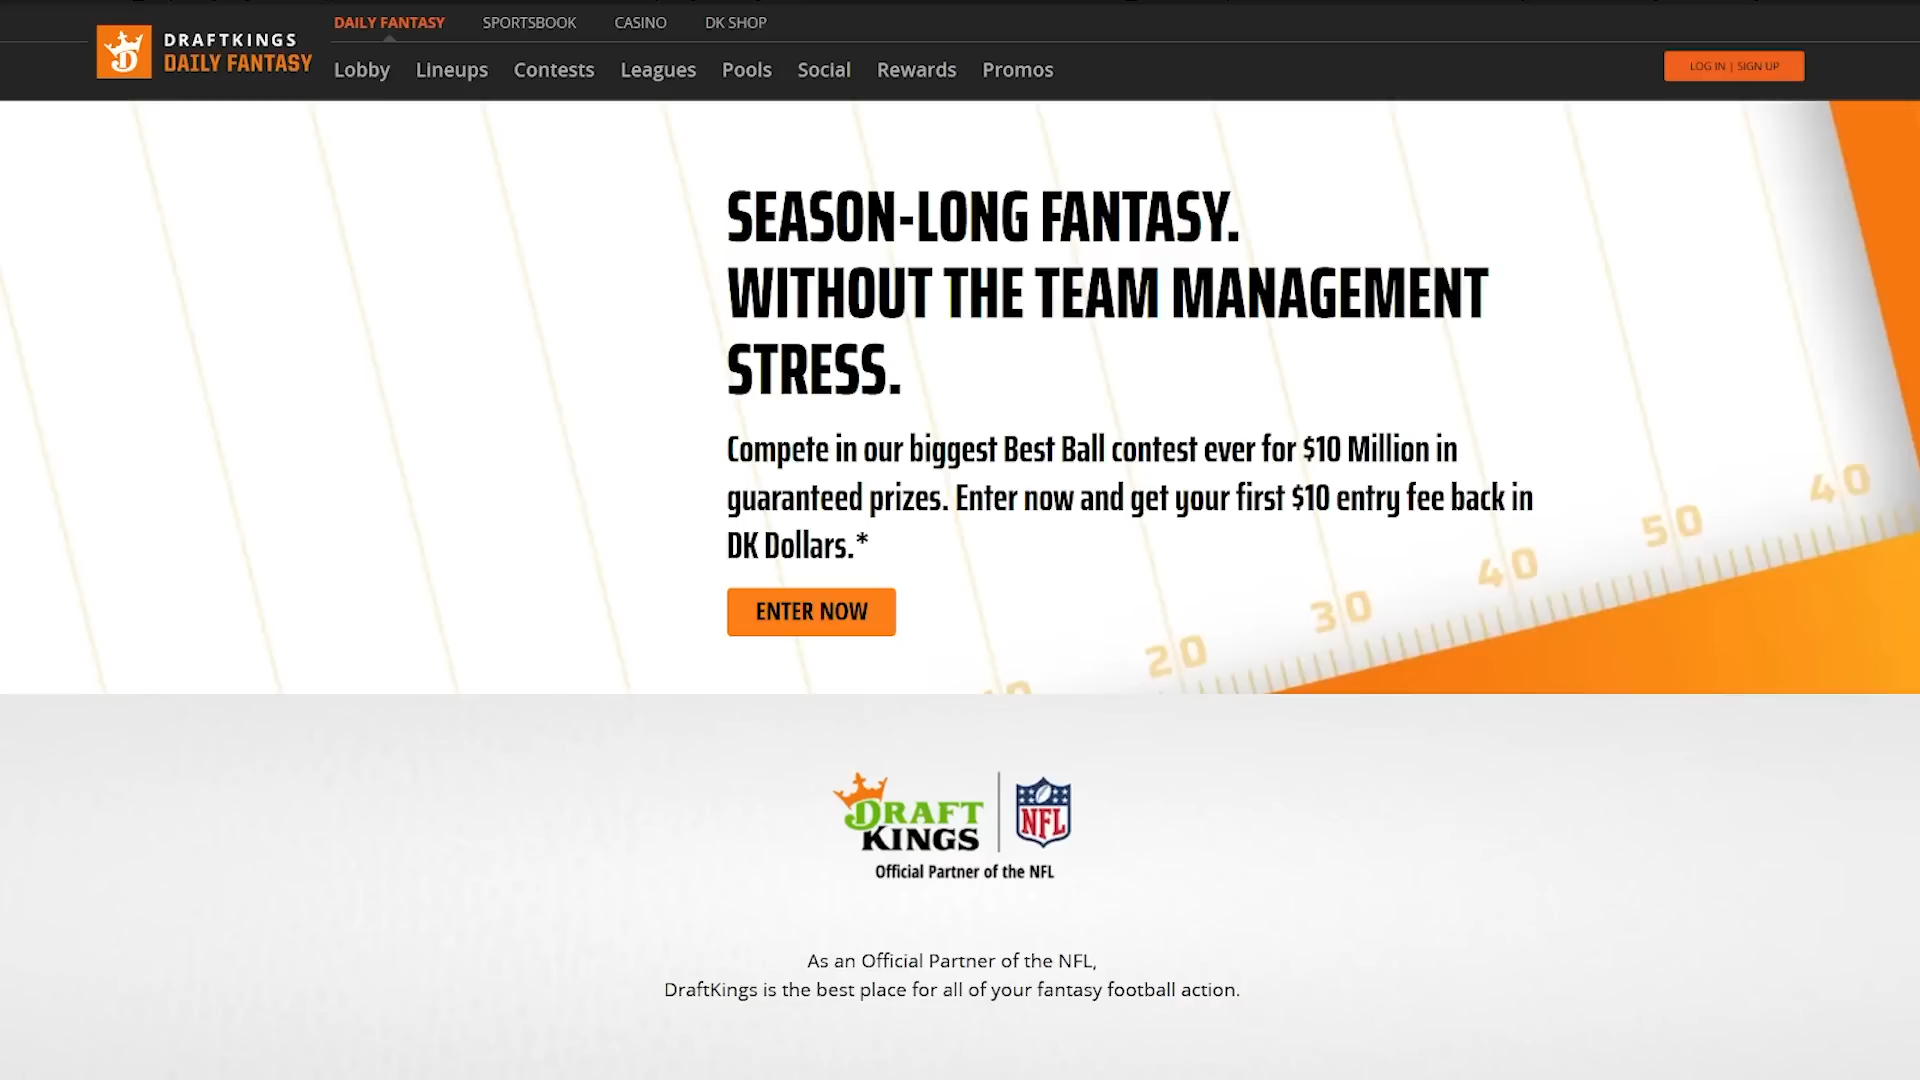 DAILY FANTASY SPORTSBOOK CASINO DK SHOP
DRAFTKINGS
DAILY FANTASY
Lobby Lineups Contests Leagues Pools Social Rewards Promos
LOG IN | SIGN UP
SEASON-LONG FANTASY.
WITHOUT THE TEAM MANAGEMENT
STRESS.
Compete in our biggest Best Ball contest ever for $10 Million in
guaranteed prizes. Enter now and get your first $10 entry fee back in
DK Dollars.*
ENTER NOW
20 30 40 50 40
DRAFT
KINGS
NFL
Official Partner of the NFL
As an Official Partner of the NFL,
DraftKings is the best place for all of your fantasy football action.